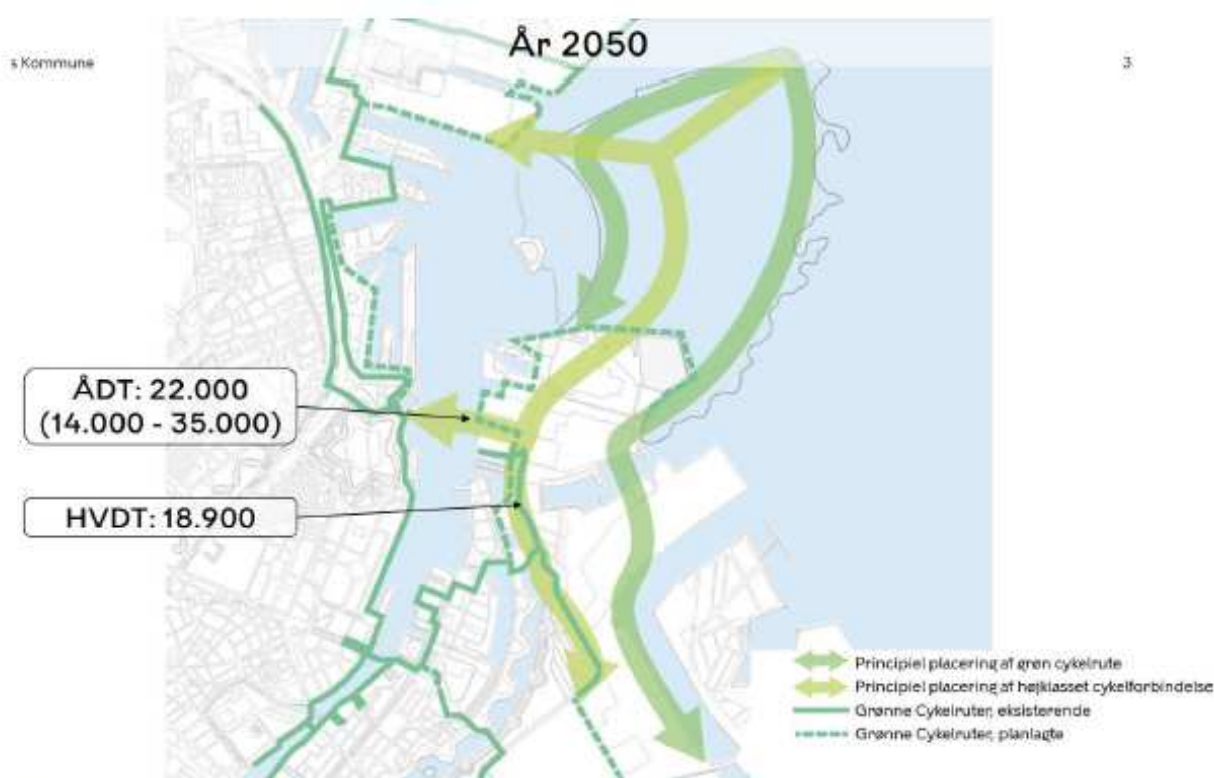 År 2050
s Kommune
3
ÅDT: 22.000
(14.000 - 35.000)
HVDT: 18.900
Principiel placering af grøn cykelrute
Principiel placering af højklasset cykelforbindelse
Grønne Cykelruter, eksisterende
Grønne Cykelruter, planlagte